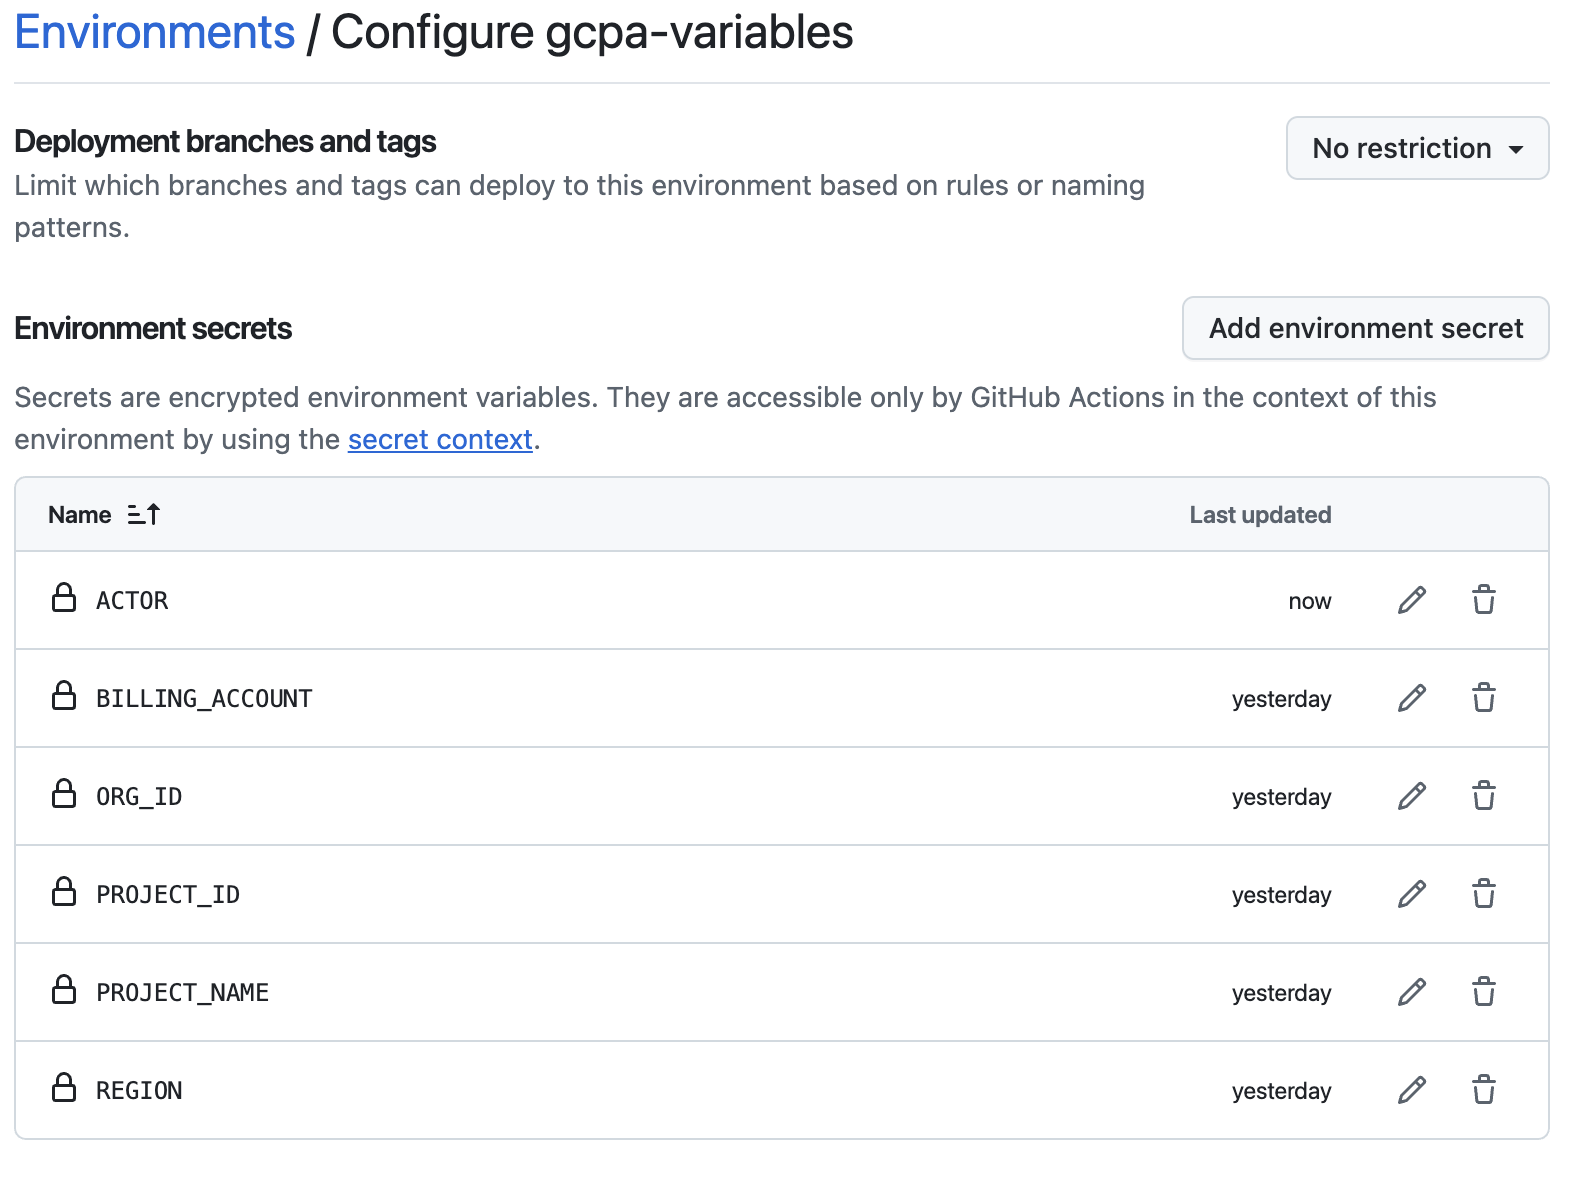 Environments / Configure gcpa-variables
Deployment branches and tags
No restriction
Limit which branches and tags can deploy to this environment based on rules or naming
patterns.
Environment secrets
Add environment secret
Secrets are encrypted environment variables. They are accessible only by GitHub Actions in the context of this
environment by using the secret context.
Name Last updated
ACTOR now
BILLING_ACCOUNT yesterday
ORG_ID yesterday
PROJECT_ID yesterday
PROJECT_NAME yesterday
REGION yesterday